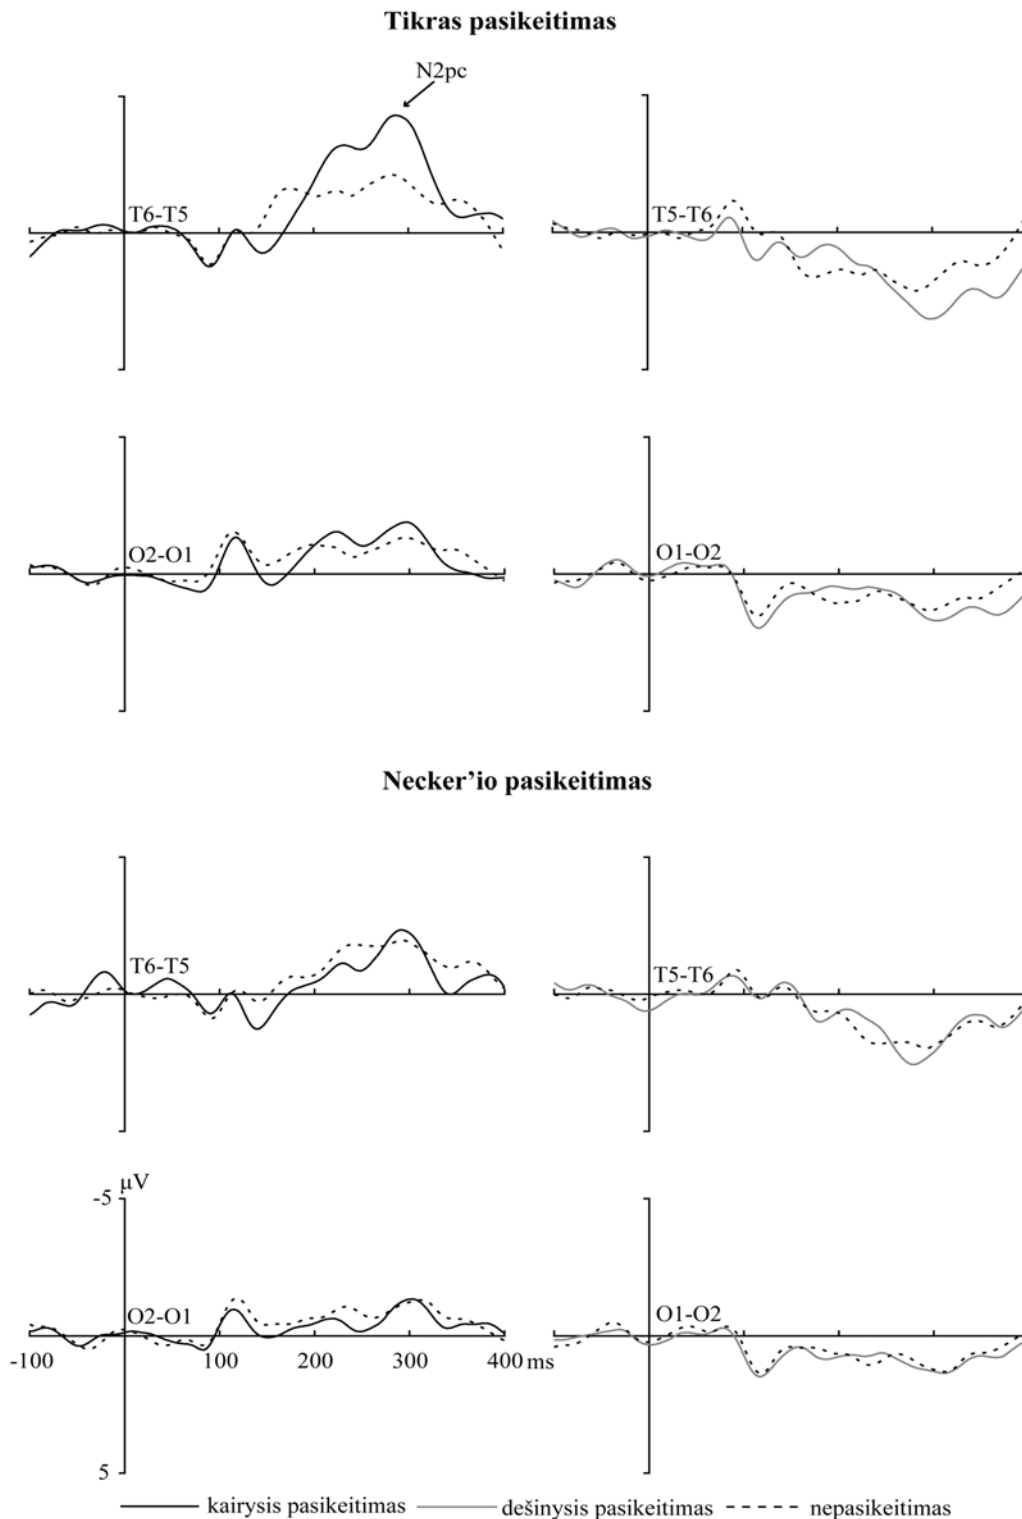 Tikras pasikeitimas
N2pc
T6-T5
T5-T6
O2-O1
O1-O2
Necker’io pasikeitimas
T6-T5
T5-T6
µV
-5
O2-O1
O1-O2
-100 100 200 300 400 ms
5
kairysis pasikeitimas dešinysis pasikeitimas nepasikeitimas